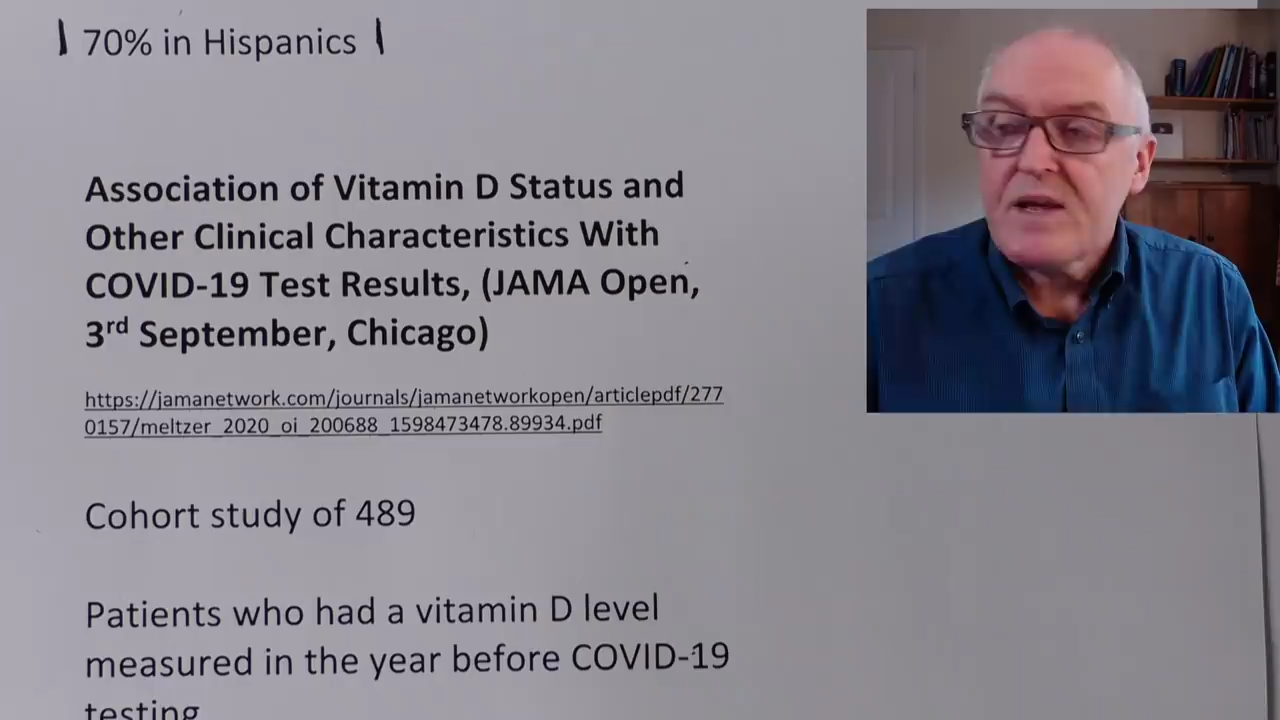 70% in Hispanics
Association of Vitamin D Status and
Other Clinical Characteristics With
COVID-19 Test Results, (JAMA Open,
3rd September, Chicago)
https://jamanetwork.com/journals/jamanetworkopen/articlepdf/277
0157/meltzer_2020_oi_200688_1598473478.89934.pdf
Cohort study of 489
Patients who had a vitamin D level
measured in the year before COVID-19
testing